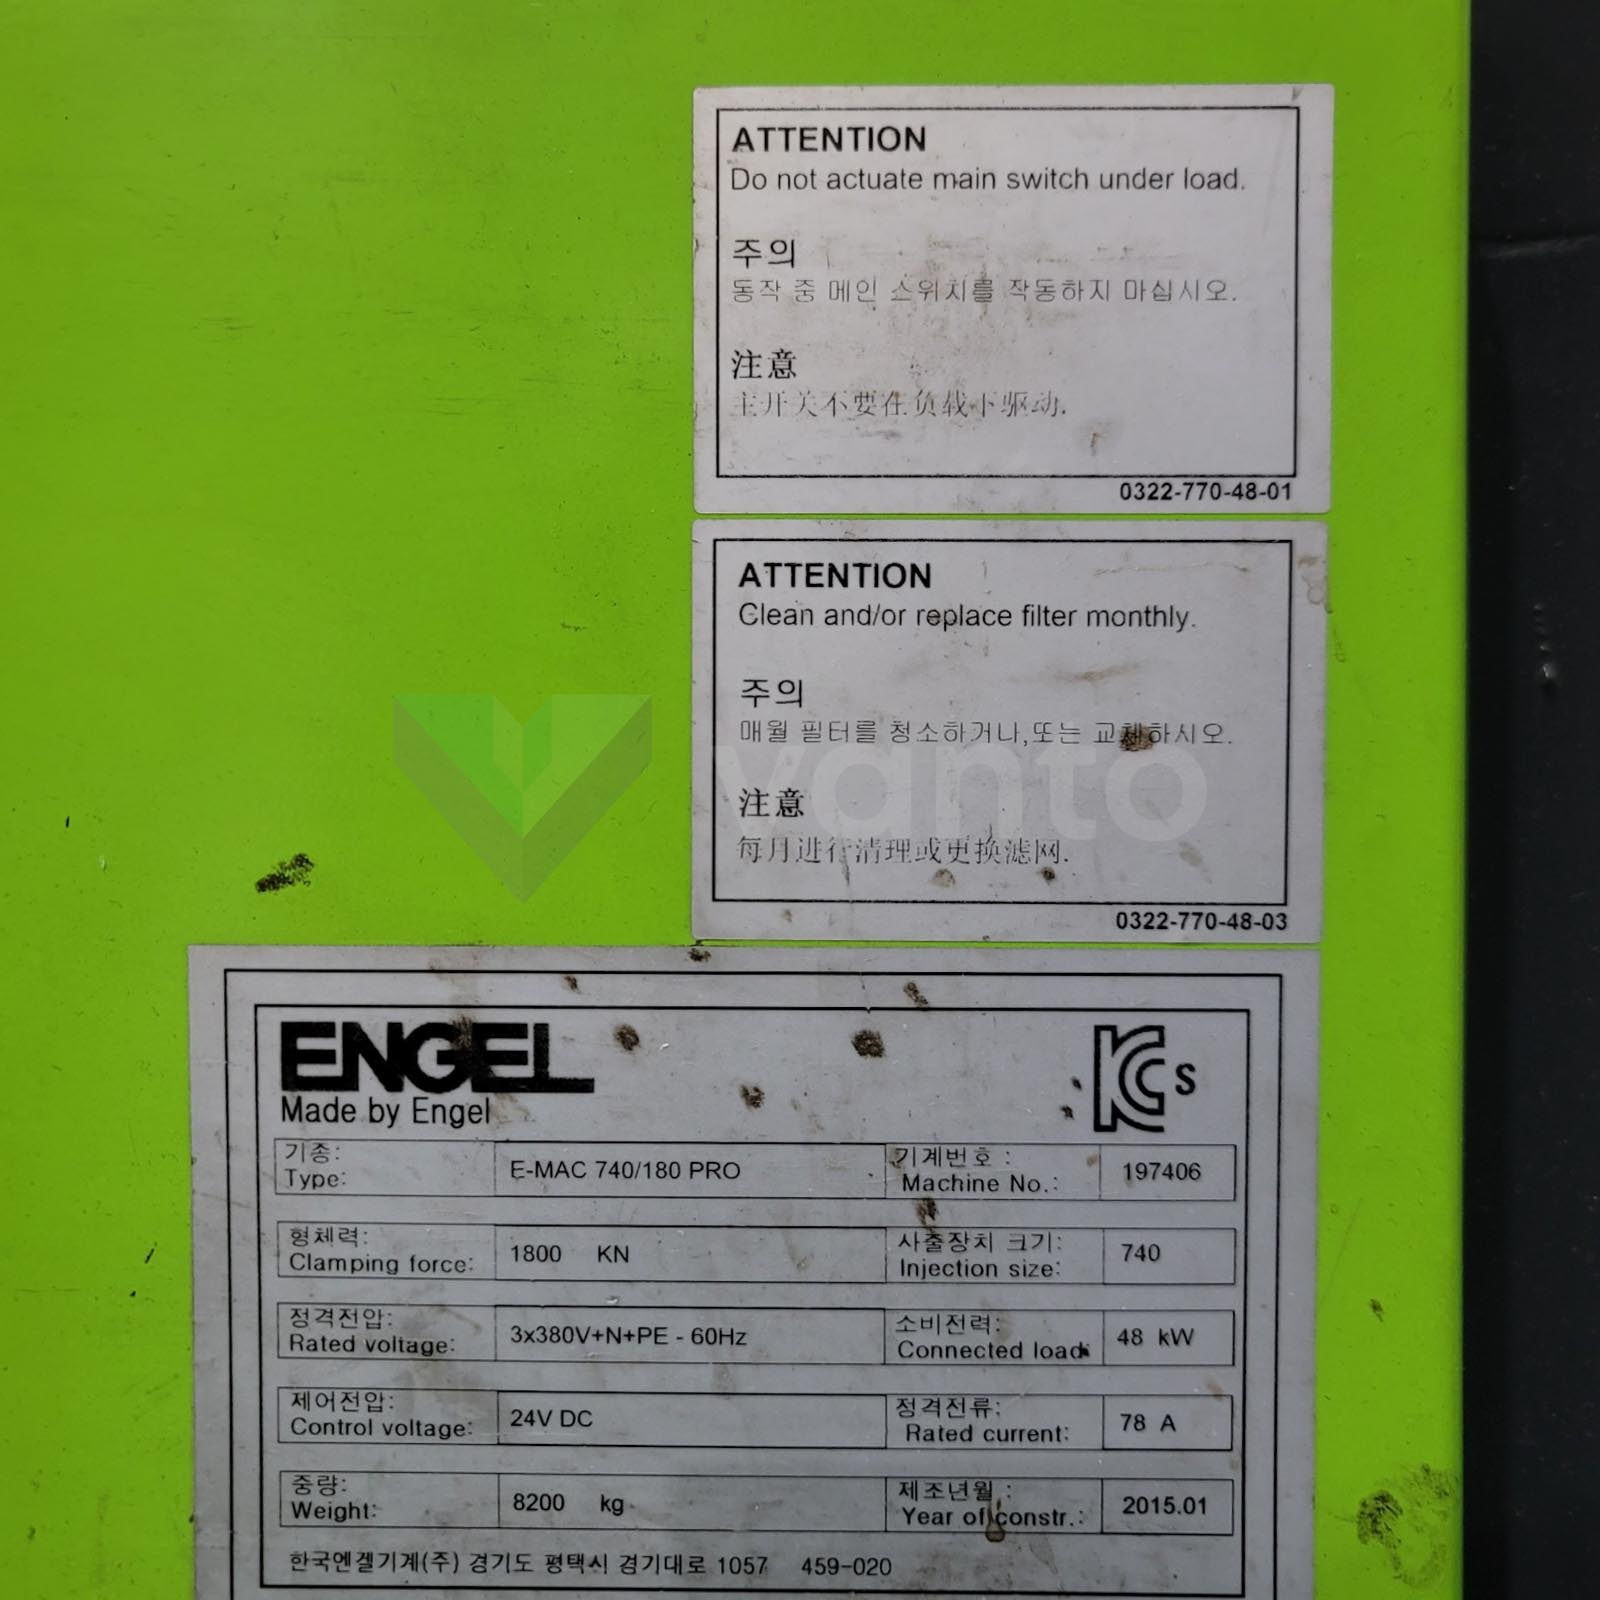 ATTENTION
Do not actuate main switch under load.
주의
동작 중 메인 스위치를 작동하지 마십시오.
注意
主开关不要在负载下驱动.
0322-770-48-01
ATTENTION
Clean and/or replace filter monthly.
주의
매월 필터를 청소하거나,또는 교체하시오.
注意
每月进行清理或更换滤网.
0322-770-48-03
vanto
ENGEL
Made by Engel
KC s
기종:
Type:
E-MAC 740/180 PRO
기계번호 :
Machine No.:
197406
형체력:
Clamping force:
1800 KN
사출장치 크기:
Injection size:
740
정격전압:
Rated voltage:
3x380V+N+PE - 60Hz
소비전력:
Connected load:
48 kW
제어전압:
Control voltage:
24V DC
정격전류:
Rated current:
78 A
중량:
Weight:
8200 kg
제조년월 :
Year of constr.:
2015.01
한국엔겔기계(주) 경기도 평택시 경기대로 1057 459-020